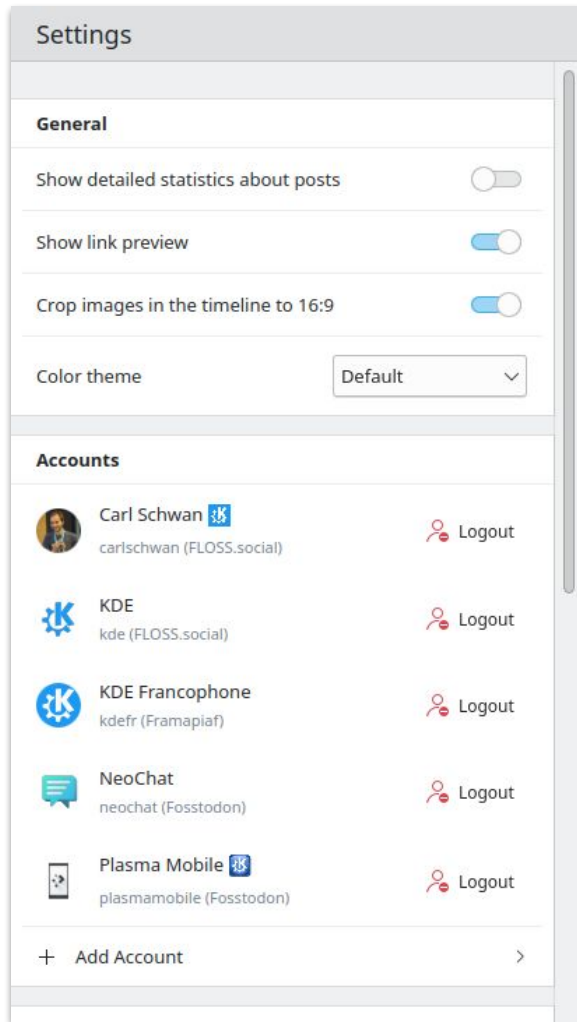 Settings
General
Show detailed statistics about posts
Show link preview
Crop images in the timeline to 16:9
Color theme Default
Accounts
Carl Schwan
carlschwan (FLOSS.social)
Logout
KDE
kde (FLOSS.social)
Logout
KDE Francophone
kdefr (Framapiaf)
Logout
NeoChat
neochat (Fosstodon)
Logout
Plasma Mobile
plasmamobile (Fosstodon)
Logout
+ Add Account